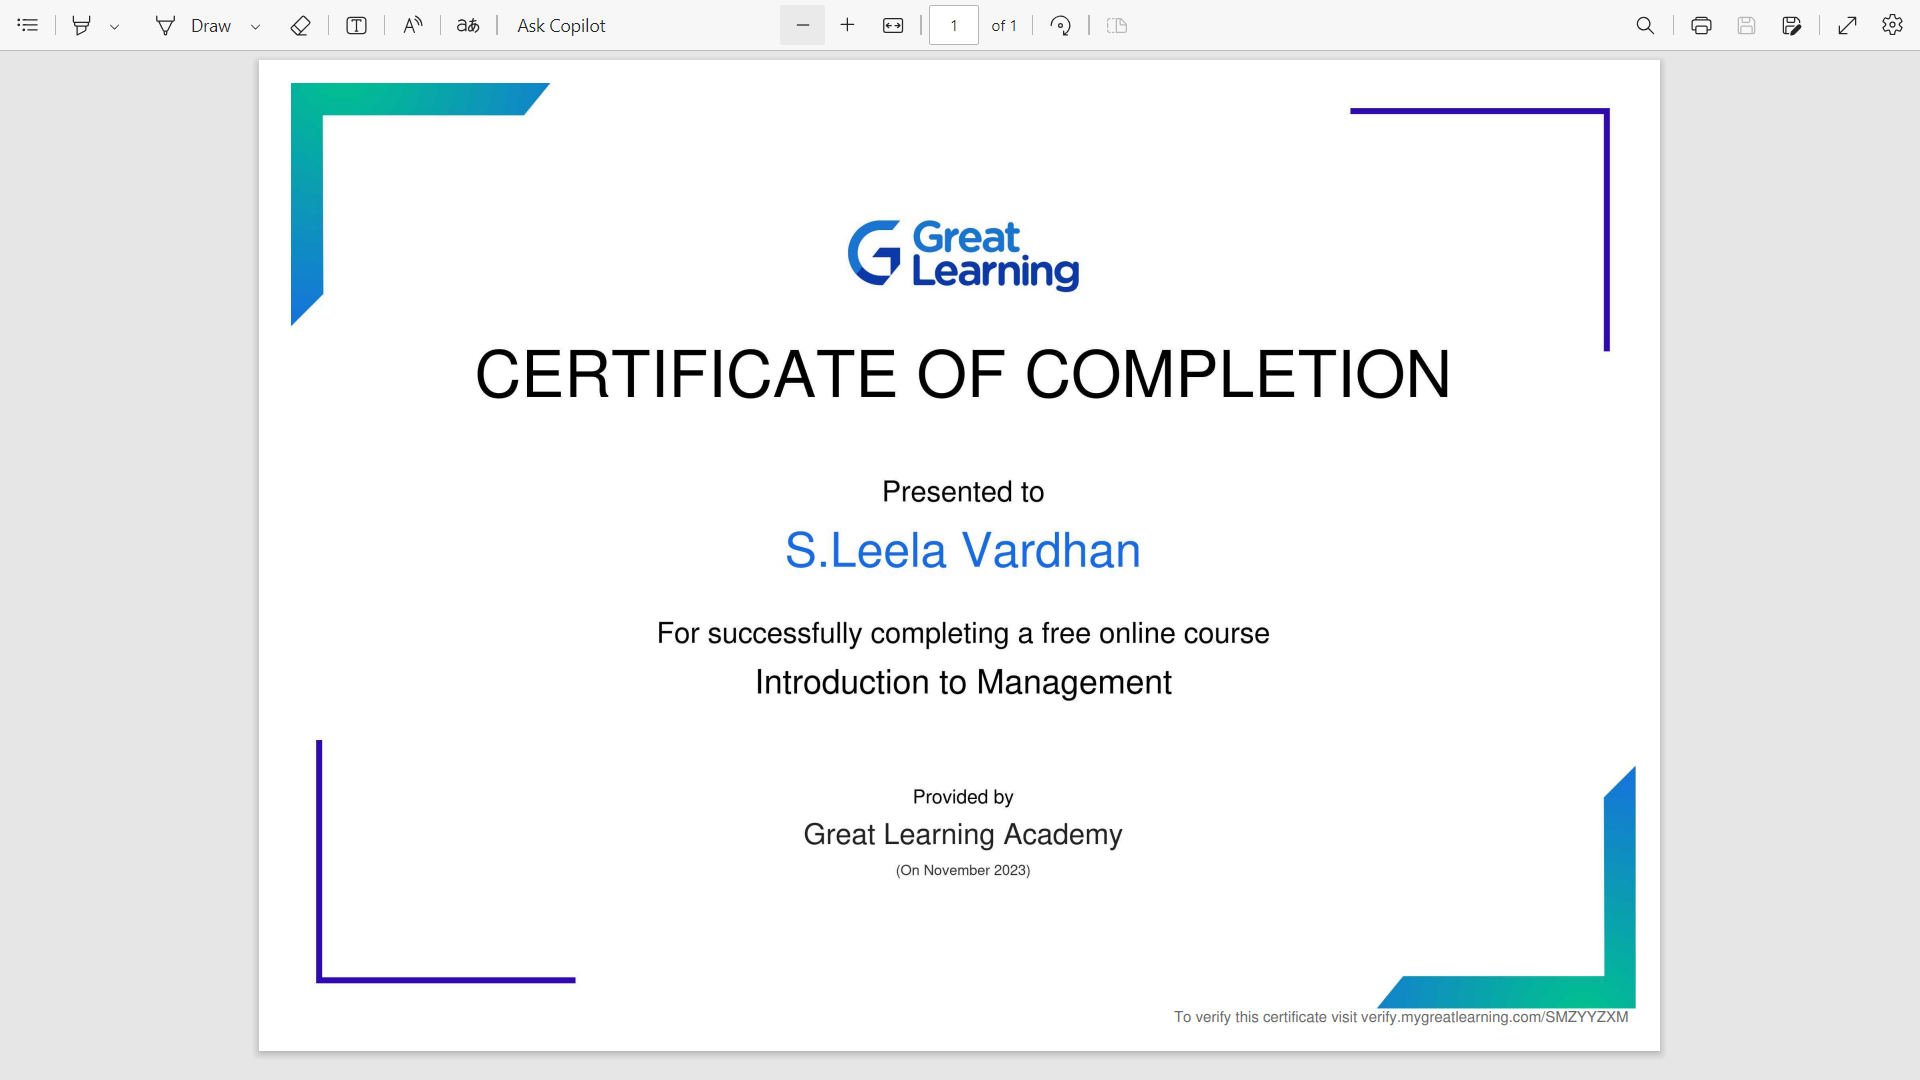 Draw
aあ
Ask Copilot
1
of 1
Great
Learning
CERTIFICATE OF COMPLETION
Presented to
S.Leela Vardhan
For successfully completing a free online course
Introduction to Management
Provided by
Great Learning Academy
(On November 2023)
To verify this certificate visit verify.mygreatlearning.com/SMZYYZXM